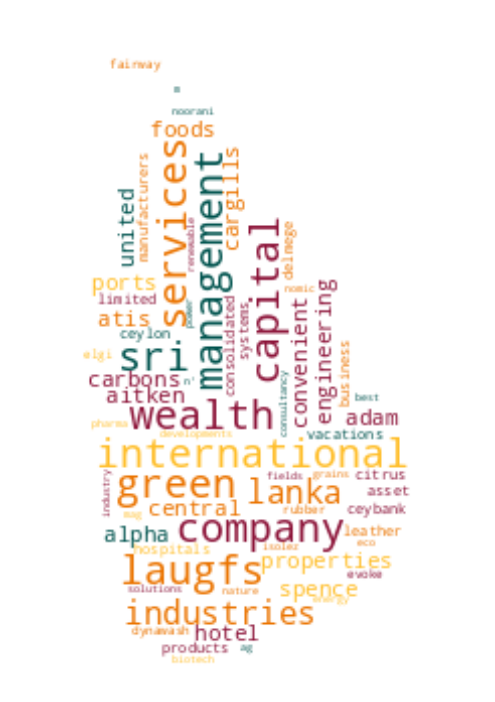 fairway
m
noorani
foods
services
management
cargills
manufacturers
united
renewable
capital
delmege
ports
limited
nomic
engineering
convenient
consolidated
systems
power
atis
ceylon
sri
elgi
business
carbons
n'
consultancy
aitken
best
wealth
adam
pharma
developments
vacations
international
industry
green
fields
grains
citrus
lanka
asset
central
rubber
ceybank
mag
company
alpha
leather
hospitals
isolez
eco
laugfs
properties
evoke
solutions
nature
spence
energy
industries
dynawash
hotel
products
ag
biotech